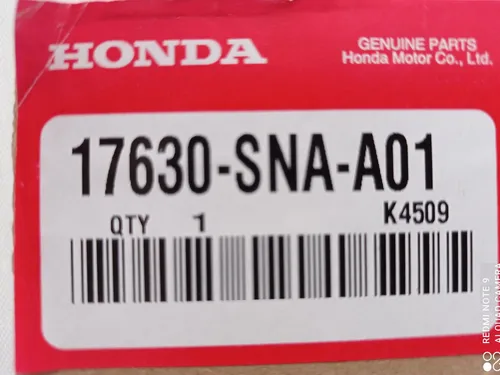 HONDA
GENUINE PARTS
Honda Motor Co., Ltd.
17630-SNA-A01
QTY 1
K4509
REDMI NOTE 9
AI QUAD CAMERA